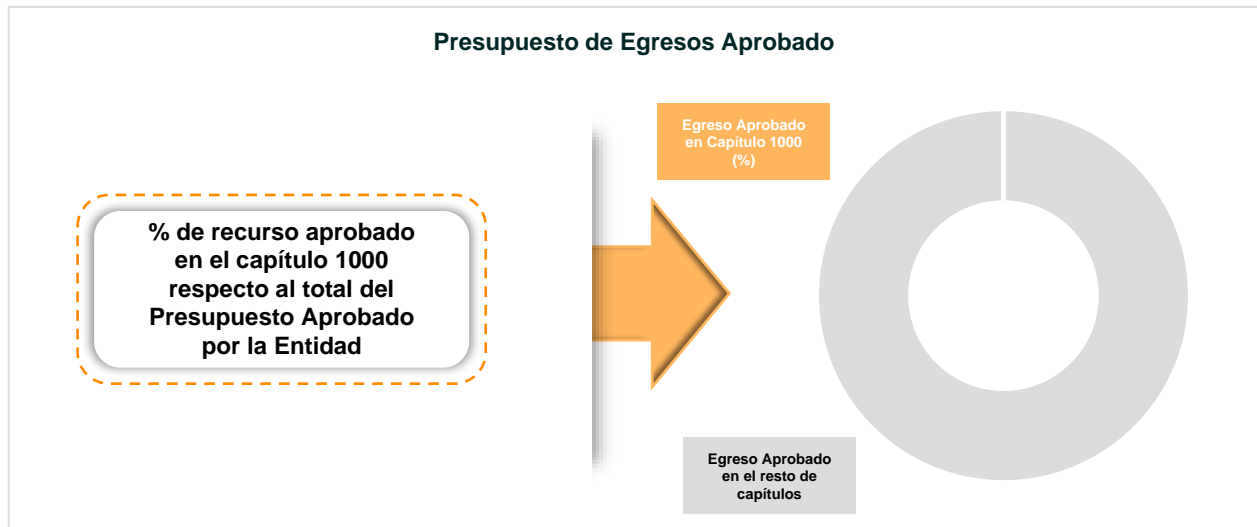 Presupuesto de Egresos Aprobado
Egreso Aprobado
en Capítulo 1000
(%)
% de recurso aprobado
en el capítulo 1000
respecto al total del
Presupuesto Aprobado
por la Entidad
Egreso Aprobado
en el resto de
capítulos